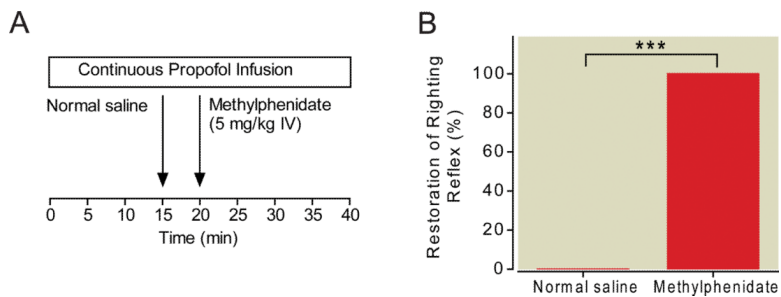 A
Continuous Propofol Infusion
Normal saline
Methylphenidate
(5 mg/kg IV)
0 5 10 15 20 25 30 35 40
Time (min)
B
***
Restoration of Righting
Reflex (%)
100
80
60
40
20
0
Normal saline Methylphenidate